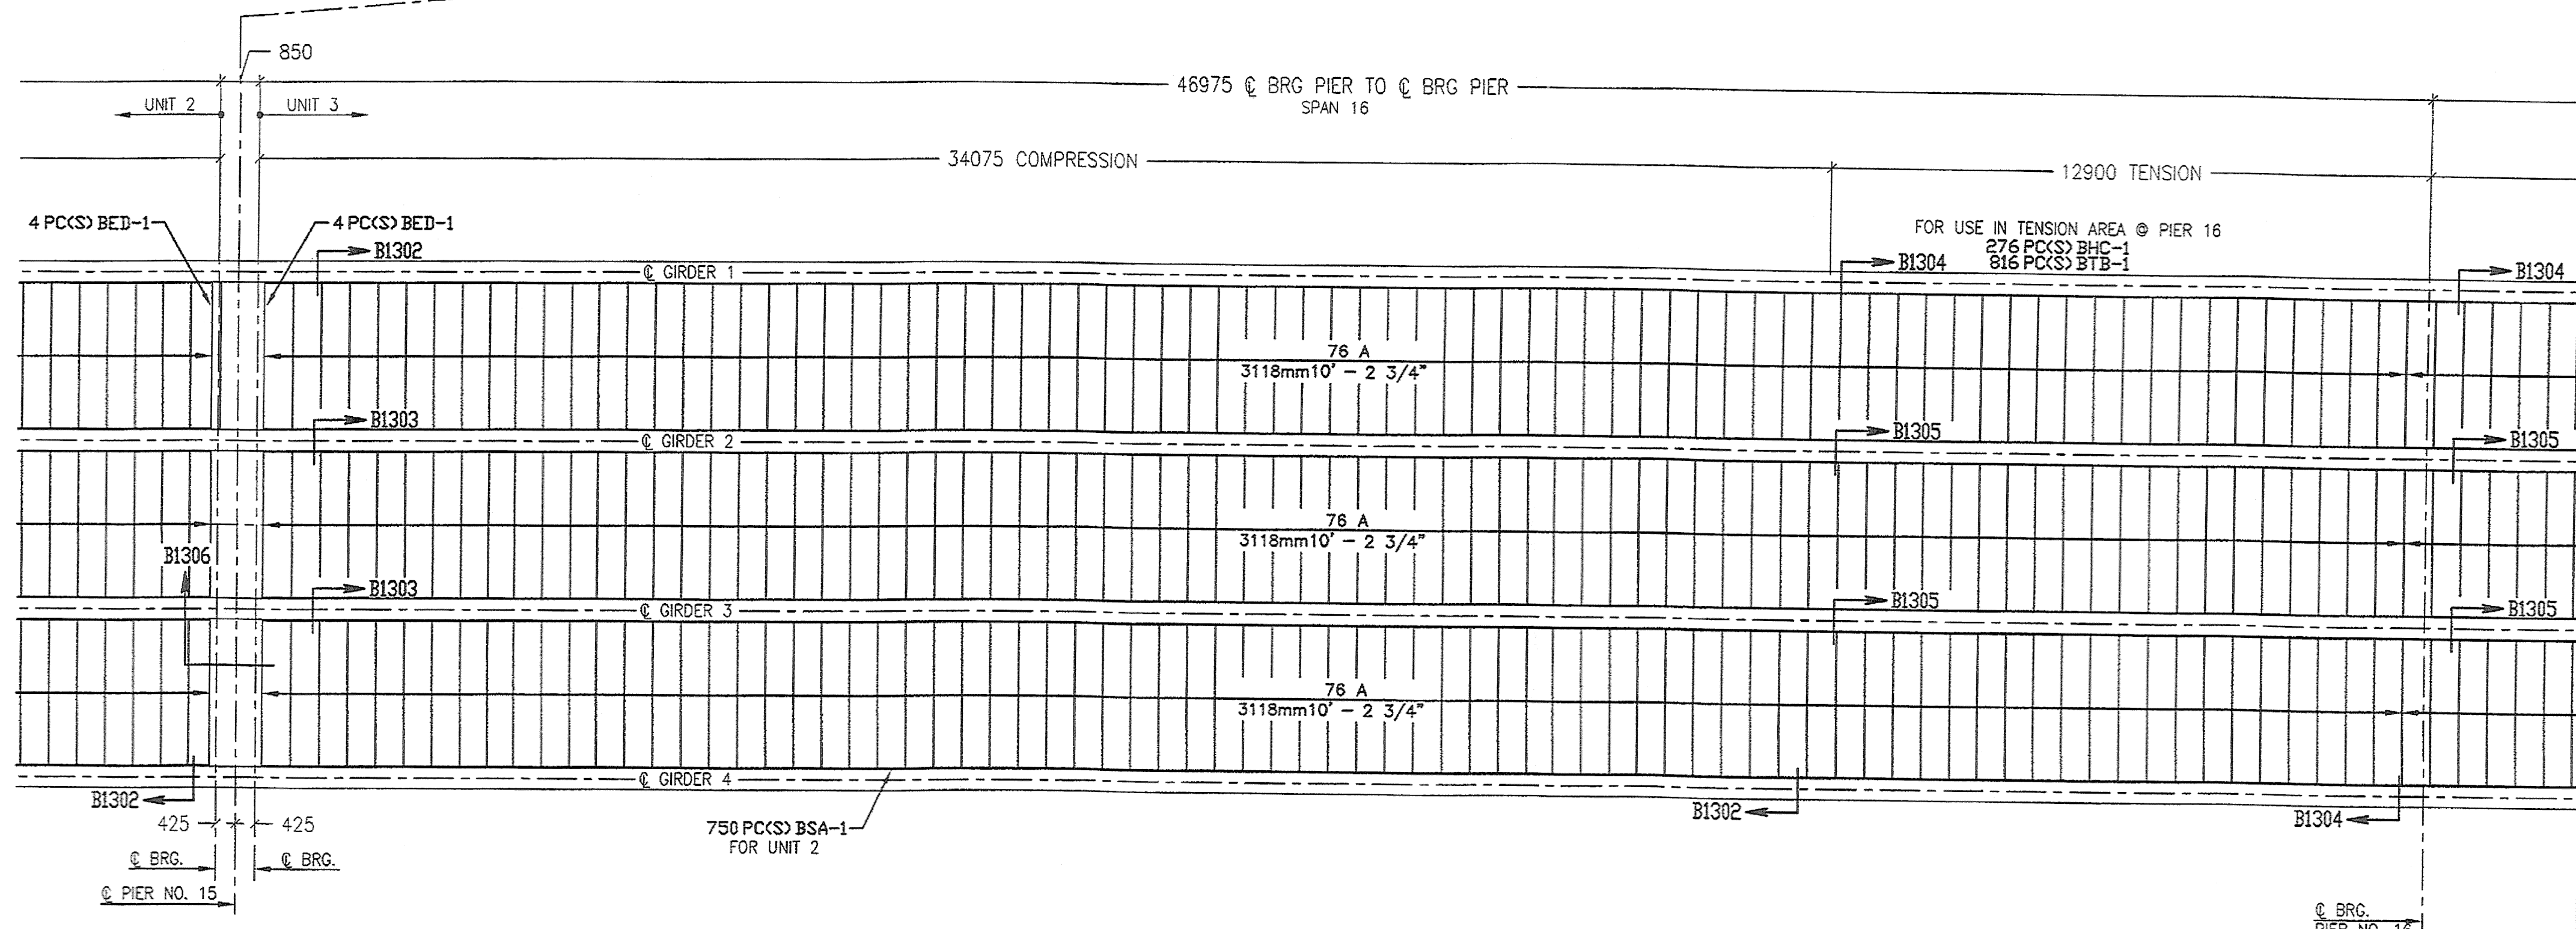 850
46975 ℄ BRG PIER TO ℄ BRG PIER
SPAN 16
UNIT 2
UNIT 3
34075 COMPRESSION
12900 TENSION
4 PC(S) BED-1
4 PC(S) BED-1
FOR USE IN TENSION AREA @ PIER 16
276 PC(S) BHC-1
816 PC(S) BTB-1
B1302
B1304
B1304
℄ GIRDER 1
76 A
3118mm10' - 2 3/4"
B1303
B1305
B1305
℄ GIRDER 2
76 A
3118mm10' - 2 3/4"
B1306
B1303
B1305
B1305
℄ GIRDER 3
76 A
3118mm10' - 2 3/4"
℄ GIRDER 4
B1302
B1302
B1304
425
425
750 PC(S) BSA-1
FOR UNIT 2
℄ BRG.
℄ BRG.
℄ PIER NO. 15
℄ BRG.
PIER NO. 16